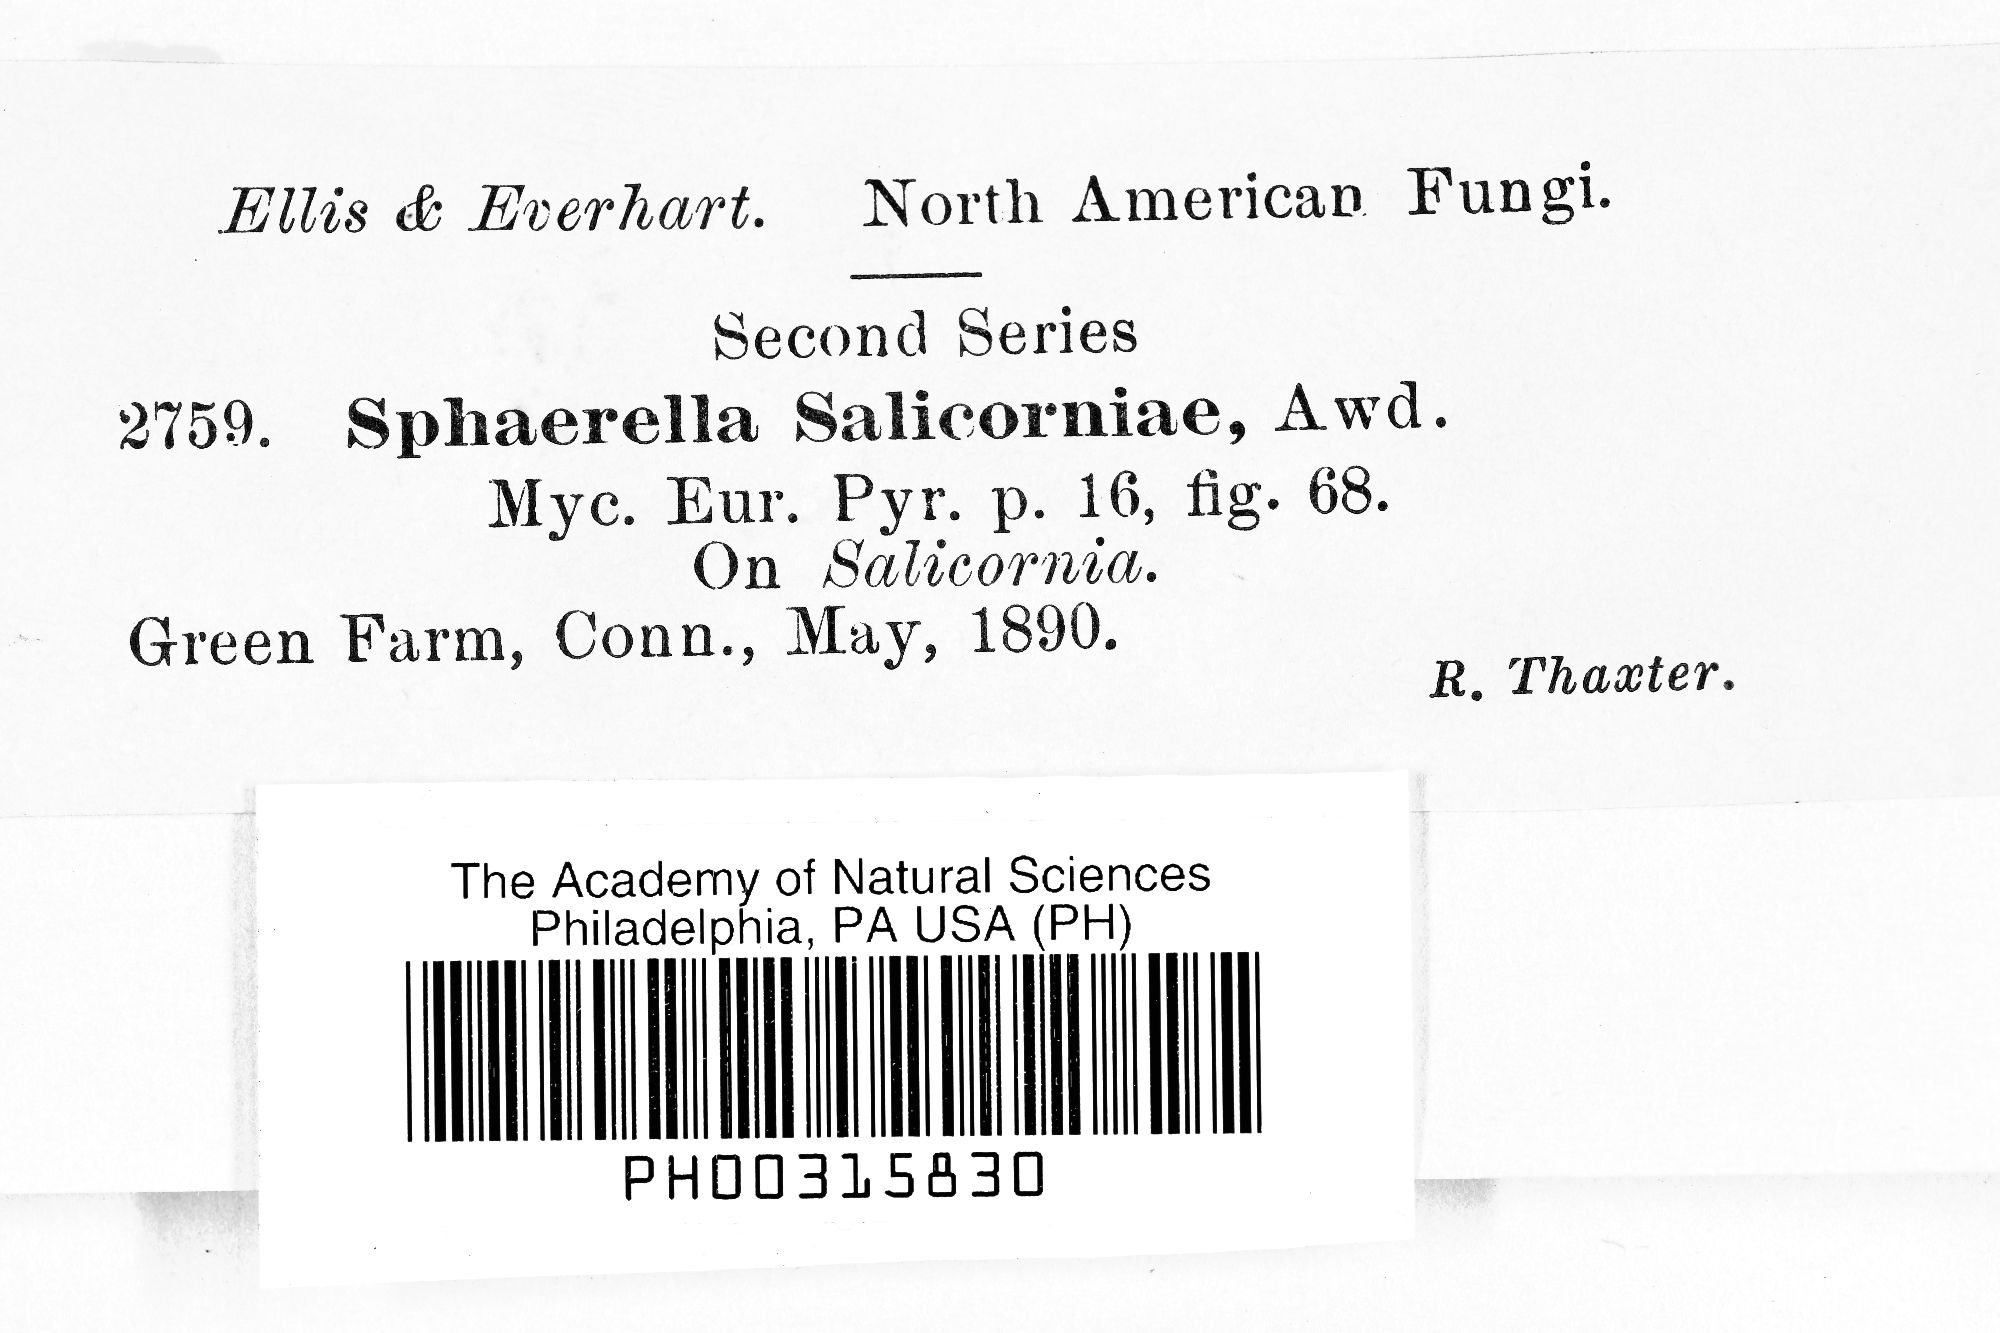 Ellis & Everhart. North American Fungi.
Second Series
2759. Sphaerella Salicorniae, Awd.
Myc. Eur. Pyr. p. 16, fig. 68.
On Salicornia.
Green Farm, Conn., May, 1890.
R. Thaxter.
The Academy of Natural Sciences
Philadelphia, PA USA (PH)
PH00315830